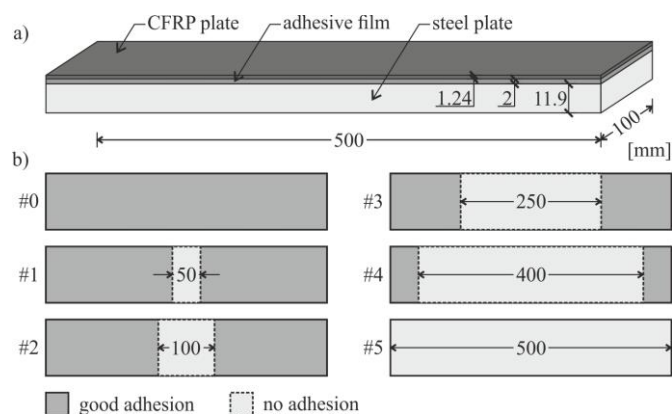 a) CFRP plate adhesive film steel plate
1.24 2 11.9
500 100
[mm]
b)
#0
#3 250
#1 50
#4 400
#2 100
#5 500
good adhesion no adhesion